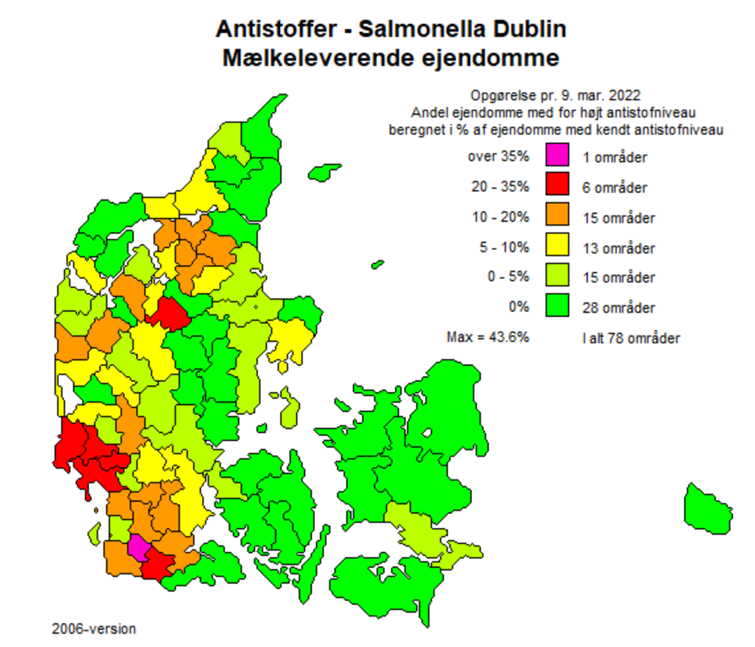 Antistoffer - Salmonella Dublin
Mælkeleverende ejendomme
Opgørelse pr. 9. mar. 2022
Andel ejendomme med for højt antistofniveau
beregnet i % af ejendomme med kendt antistofniveau
over 35% 1 områder
20 - 35% 6 områder
10 - 20% 15 områder
5 - 10% 13 områder
0 - 5% 15 områder
0% 28 områder
Max = 43.6% I alt 78 områder
2006-version